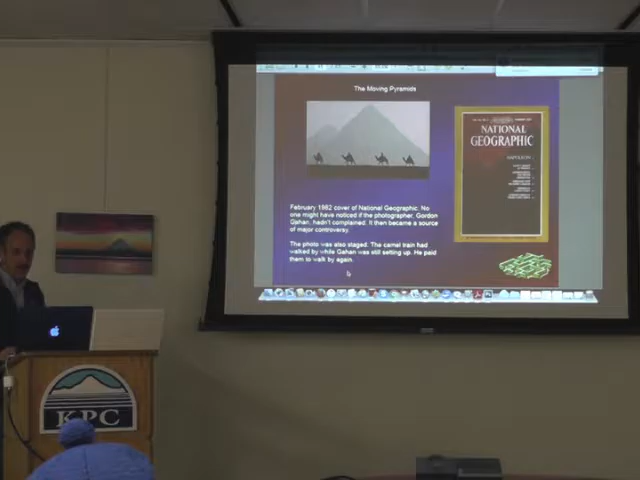 The Moving Pyramids
February 1982 cover of National Geographic. No
one might have noticed if the photographer, Gordon
Gahan, hadn't complained. It then became a source
of major controversy.
The photo was also staged. The camel train had
walked by while Gahan was still setting up. He paid
them to walk by again.
NATIONAL
GEOGRAPHIC
NAPOLEON
KPC